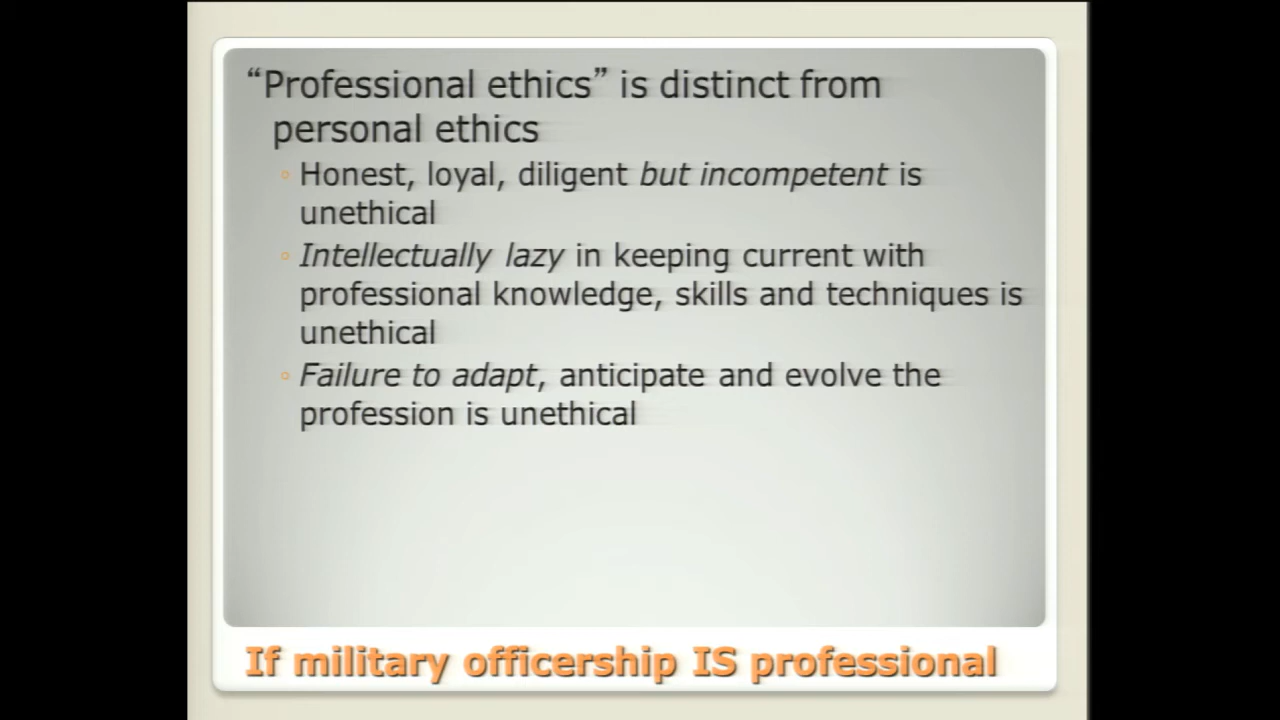 “Professional ethics” is distinct from
personal ethics
Honest, loyal, diligent but incompetent is
unethical
Intellectually lazy in keeping current with
professional knowledge, skills and techniques is
unethical
Failure to adapt, anticipate and evolve the
profession is unethical
If military officership IS professional